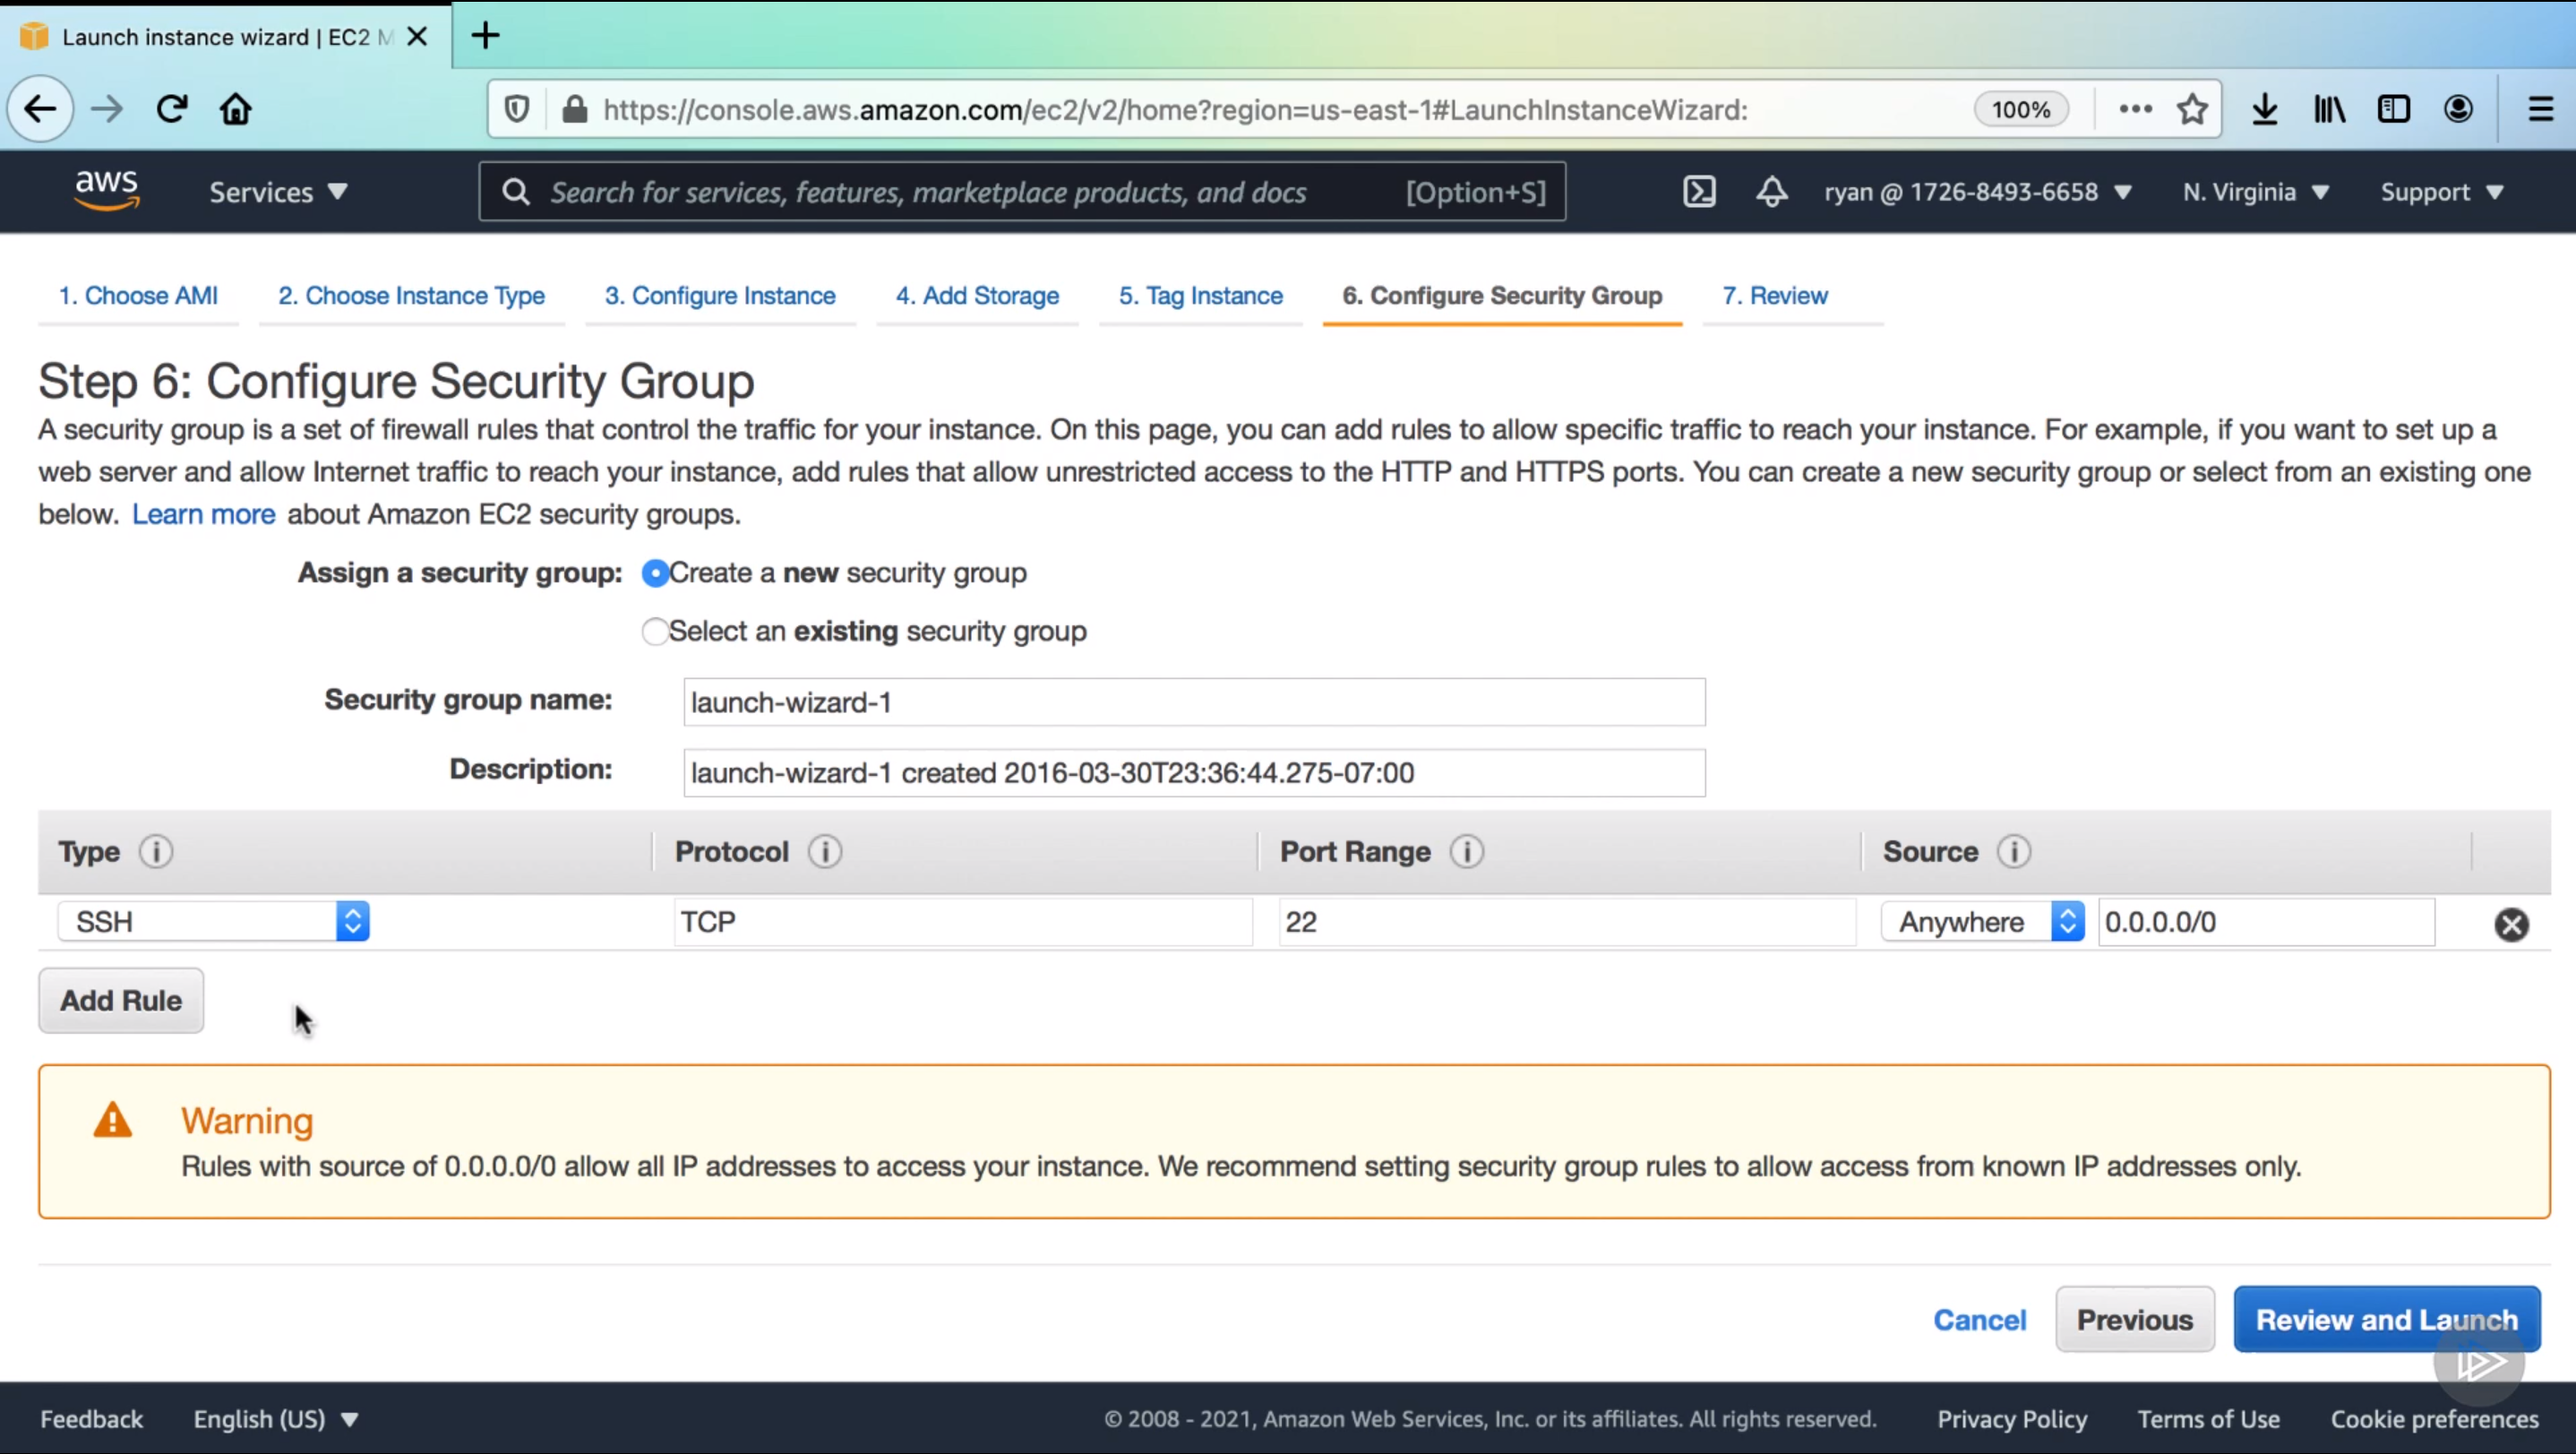 Launch instance wizard | EC2 M
https://console.aws.amazon.com/ec2/v2/home?region=us-east-1#LaunchInstanceWizard:
100%
aws
Services
Search for services, features, marketplace products, and docs
[Option+S]
ryan @ 1726-8493-6658
N. Virginia
Support
1. Choose AMI
2. Choose Instance Type
3. Configure Instance
4. Add Storage
5. Tag Instance
6. Configure Security Group
7. Review
Step 6: Configure Security Group
A security group is a set of firewall rules that control the traffic for your instance. On this page, you can add rules to allow specific traffic to reach your instance. For example, if you want to set up a
web server and allow Internet traffic to reach your instance, add rules that allow unrestricted access to the HTTP and HTTPS ports. You can create a new security group or select from an existing one
below. Learn more about Amazon EC2 security groups.
Assign a security group: Create a new security group
Select an existing security group
Security group name: launch-wizard-1
Description: launch-wizard-1 created 2016-03-30T23:36:44.275-07:00
Type
Protocol
Port Range
Source
SSH
TCP
22
Anywhere
0.0.0.0/0
Add Rule
Warning
Rules with source of 0.0.0.0/0 allow all IP addresses to access your instance. We recommend setting security group rules to allow access from known IP addresses only.
Cancel
Previous
Review and Launch
Feedback
English (US)
© 2008 - 2021, Amazon Web Services, Inc. or its affiliates. All rights reserved.
Privacy Policy
Terms of Use
Cookie preferences